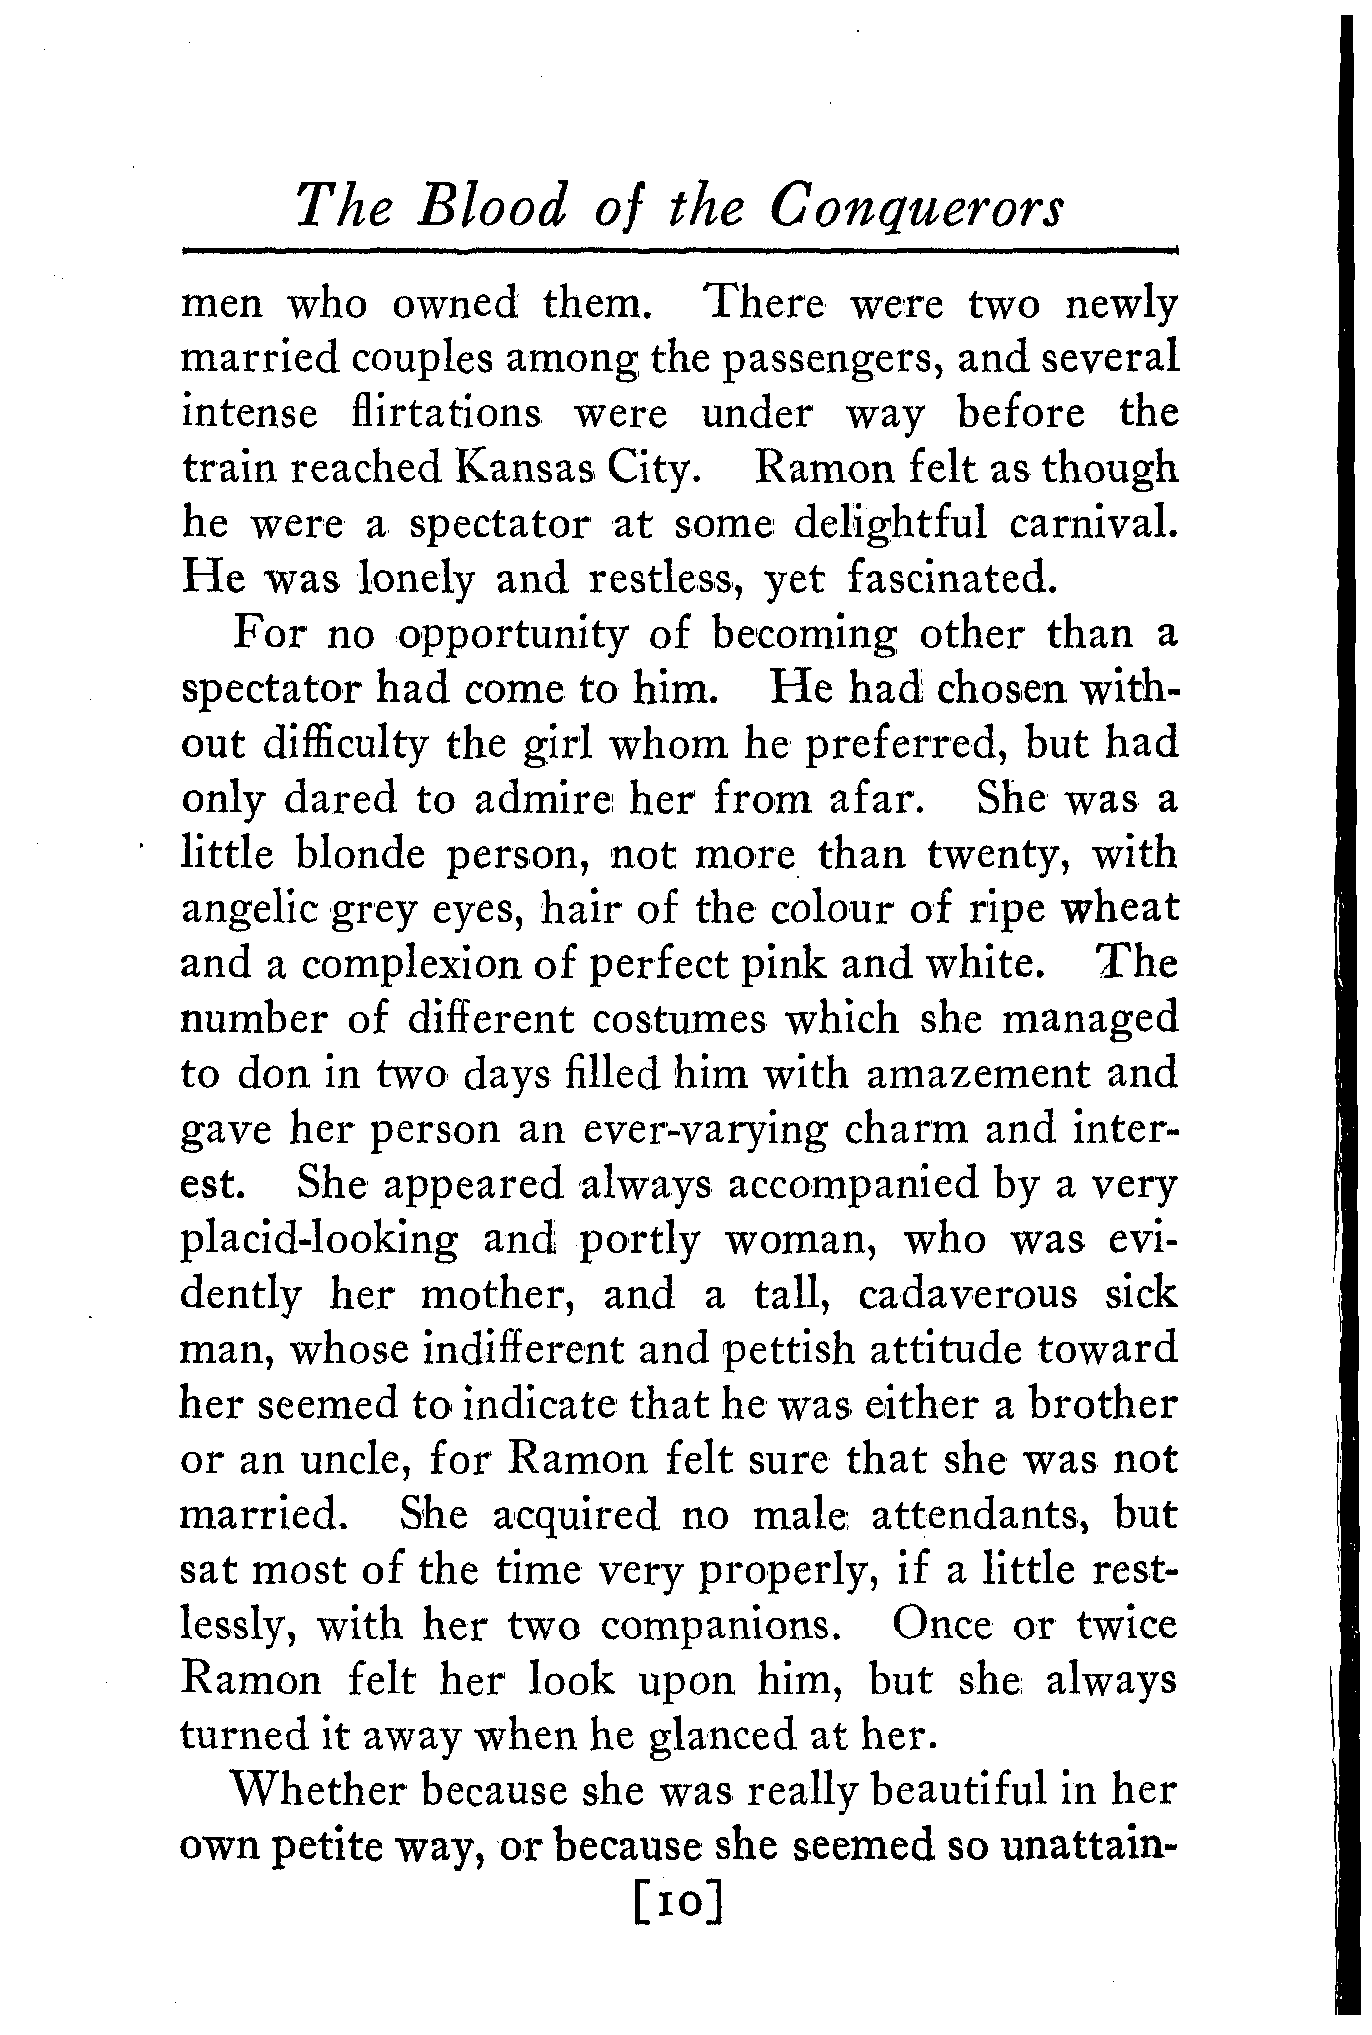 The Blood of the Conquerors
men who owned them. There were two newly
married couples among the passengers, and several
intense flirtations were under way before the
train reached Kansas City. Ramon felt as though
he were a spectator at some delightful carnival.
He was lonely and restless, yet fascinated.
For no opportunity of becoming other than a
spectator had come to him. He had chosen with-
out difficulty the girl whom he preferred, but had
only dared to admire her from afar. She was a
little blonde person, not more than twenty, with
angelic grey eyes, hair of the colour of ripe wheat
and a complexion of perfect pink and white. The
number of different costumes which she managed
to don in two days filled him with amazement and
gave her person an ever-varying charm and inter-
est. She appeared always accompanied by a very
placid-looking and portly woman, who was evi-
dently her mother, and a tall, cadaverous sick
man, whose indifferent and pettish attitude toward
her seemed to indicate that he was either a brother
or an uncle, for Ramon felt sure that she was not
married. She acquired no male attendants, but
sat most of the time very properly, if a little rest-
lessly, with her two companions. Once or twice
Ramon felt her look upon him, but she always
turned it away when he glanced at her.
Whether because she was really beautiful in her
own petite way, or because she seemed so unattain-
[10]